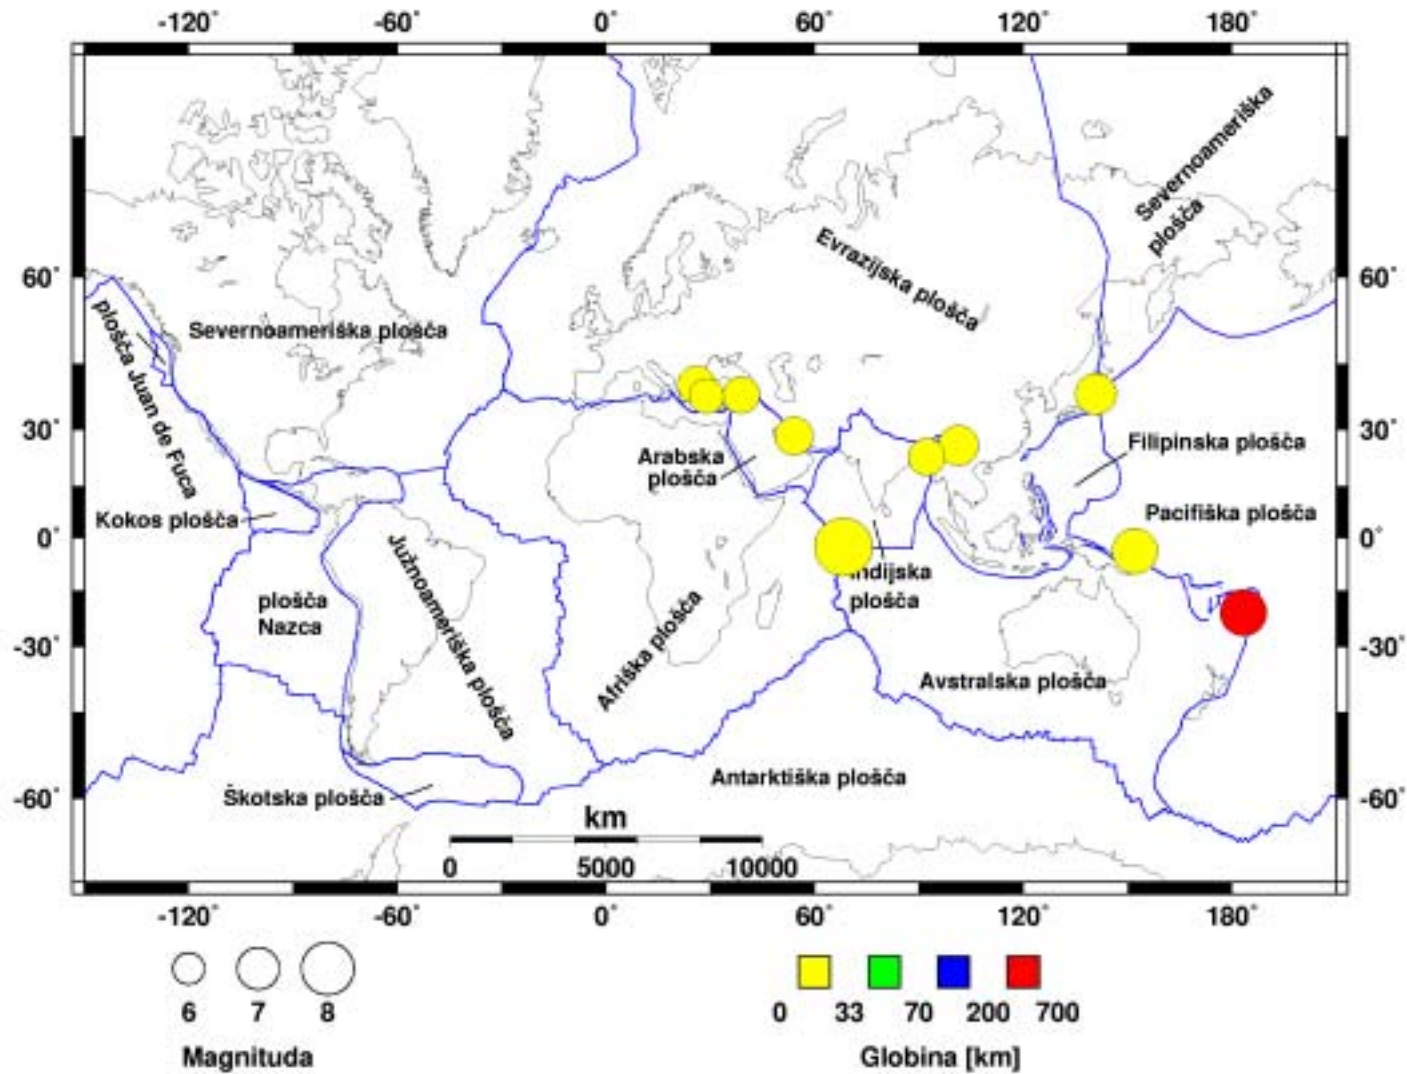 -120° -60° 0° 60° 120° 180°
Severnoameriška
plošča
Evrazijska plošča
60° 60°
plošča Juan de Fuca
Severnoameriška plošča
30° 30°
Arabska
plošča
Filipinska plošča
Kokos plošča
Pacifiška plošča
0° 0°
Južnoameriška plošča
Indijska
plošča
plošča
Nazca
Afriška plošča
-30° -30°
Avstralska plošča
Antarktiška plošča
Škotska plošča
-60° -60°
km
0 5000 10000
-120° -60° 0° 60° 120° 180°
6 7 8
0 33 70 200 700
Magnituda
Globina [km]